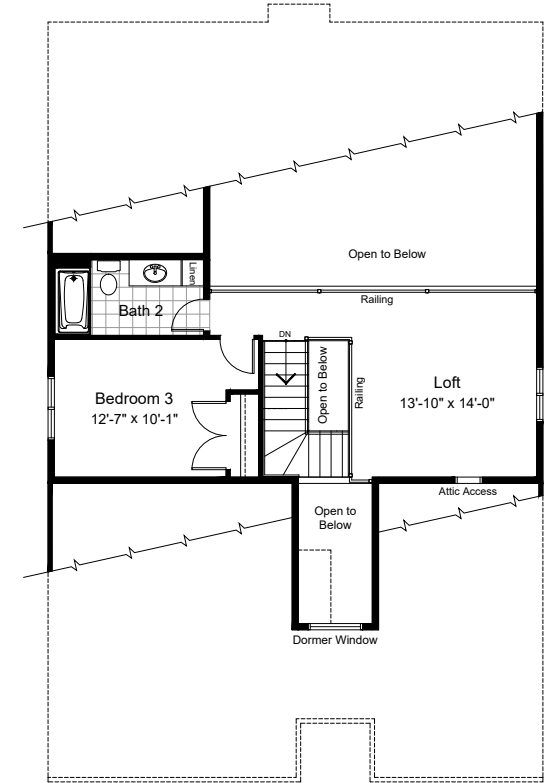 Open to Below
Linen
Bath 2
Railing
DN
Open to Below
Railing
Bedroom 3
12'-7" x 10'-1"
Loft
13'-10" x 14'-0"
Attic Access
Open to
Below
Dormer Window